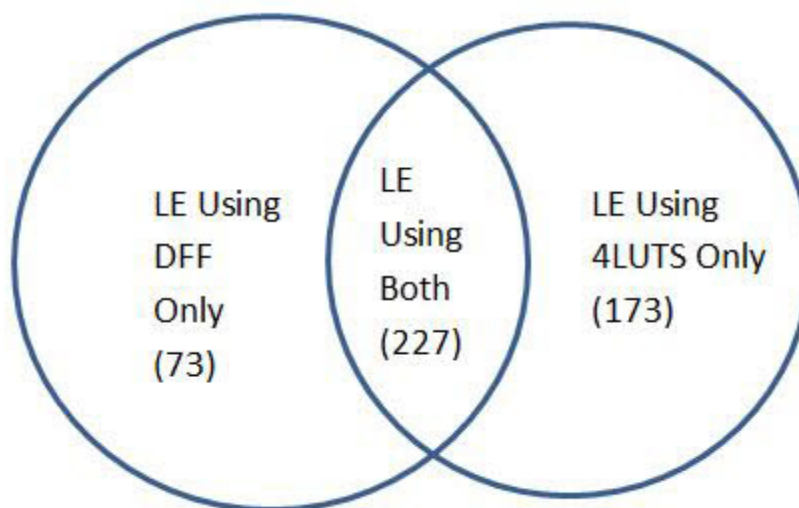 LE Using
DFF
Only
(73)
LE
Using
Both
(227)
LE Using
4LUTS Only
(173)